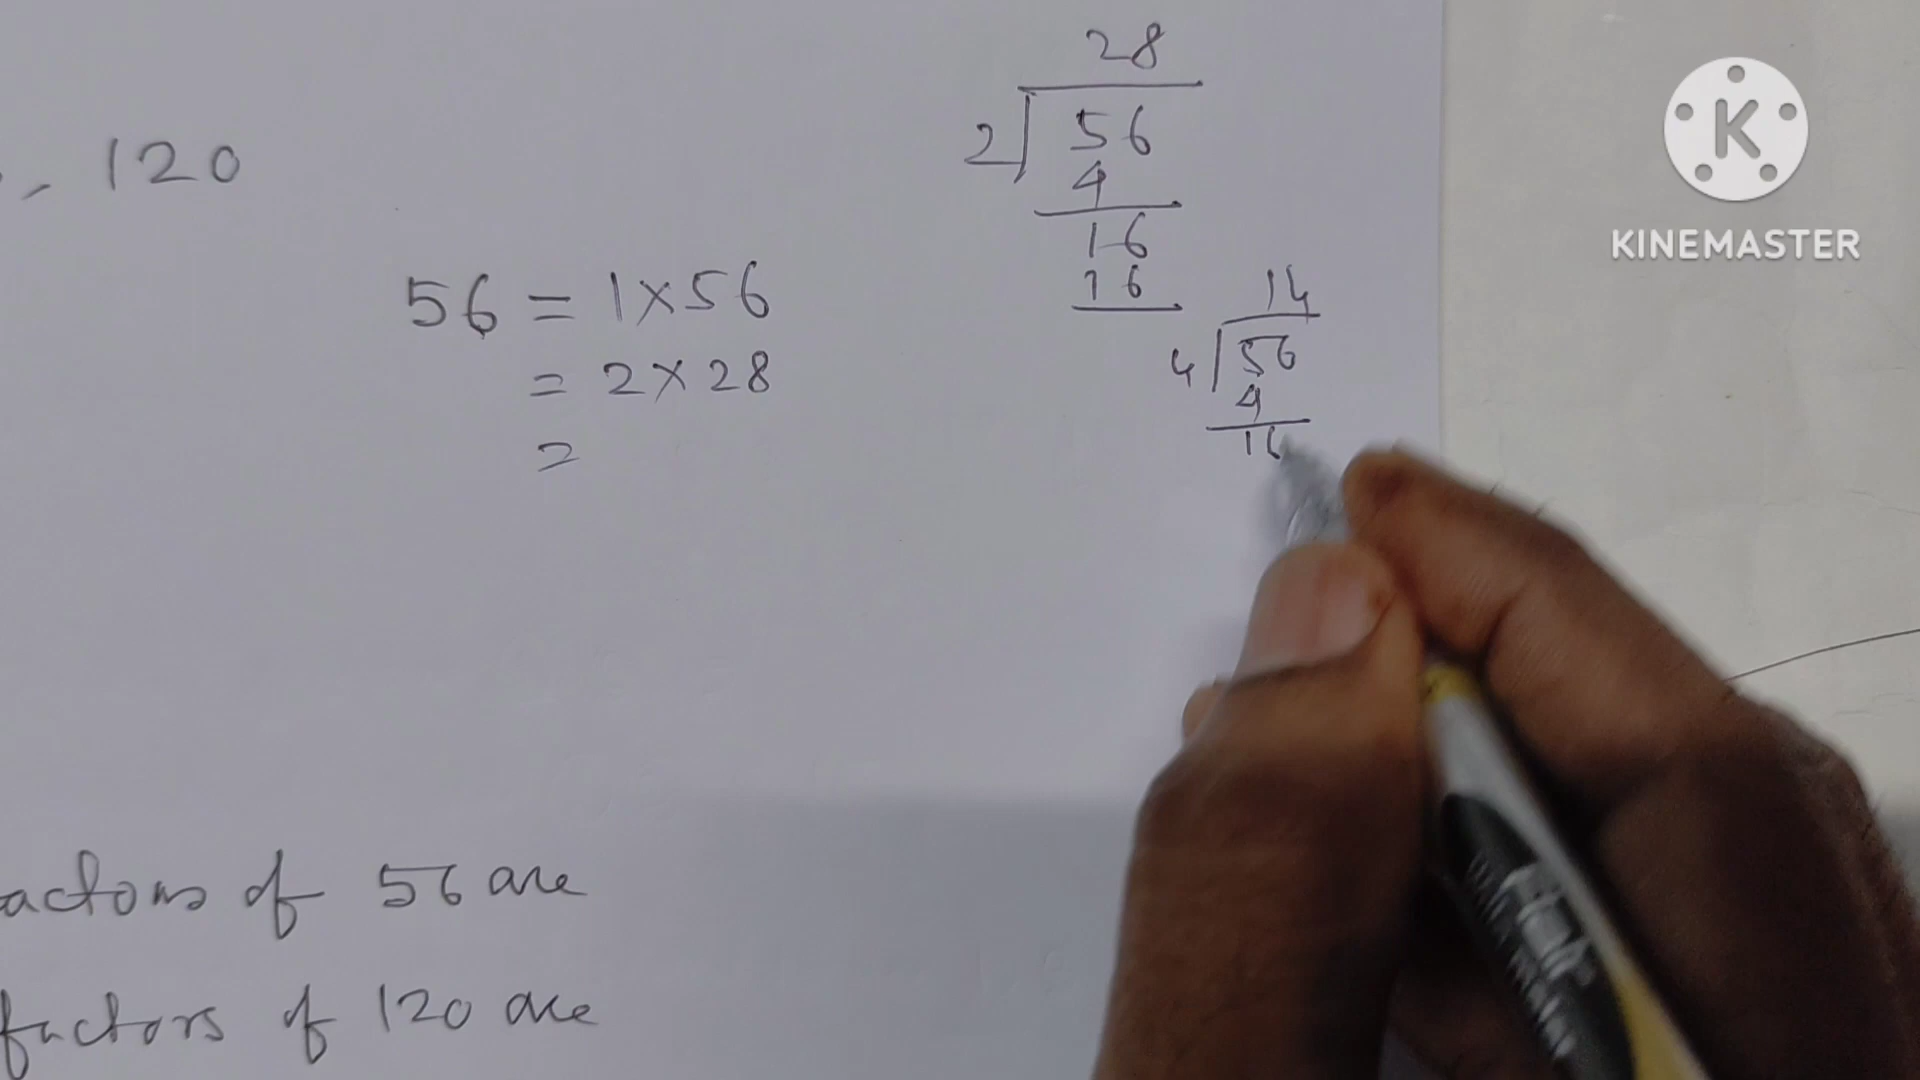 , 120
28
2 56
4
16
16
56 = 1×56
= 2×28
=
14
4 56
4
16
actors of 56 are
factors of 120 are
K
KINEMASTER